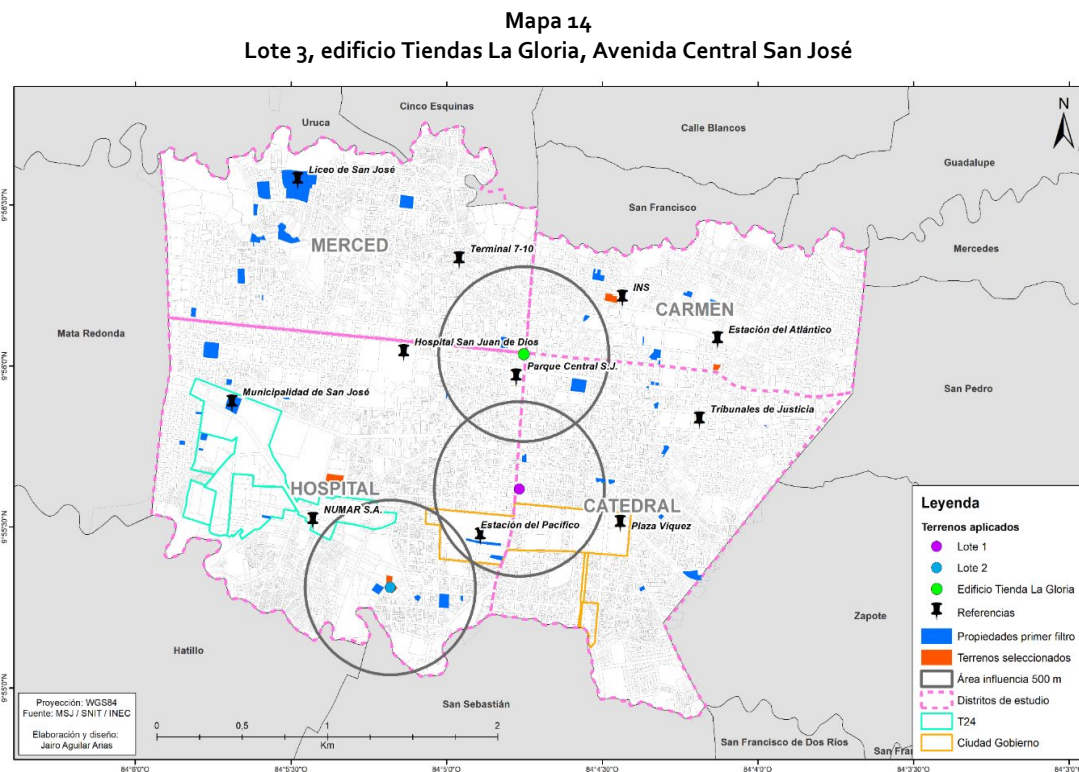 Mapa 14
Lote 3, edificio Tiendas La Gloria, Avenida Central San José
Cinco Esquinas
Uruca
Calle Blancos
N
Guadalupe
Liceo de San José
San Francisco
9°56'30"N
MERCED
Terminal 7-10
Mercedes
INS
CARMEN
Mata Redonda
Estación del Atlántico
Hospital San Juan de Dios
9°56'0"N
Parque Central S.J.
San Pedro
Municipalidad de San José
Tribunales de Justicia
HOSPITAL
CATEDRAL
NUMAR S.A.
Estación del Pacífico
Plaza Víquez
9°55'30"N
Leyenda
Terrenos aplicados
Lote 1
Lote 2
Edificio Tienda La Gloria
Referencias
Propiedades primer filtro
Terrenos seleccionados
Área influencia 500 m
Distritos de estudio
T24
Ciudad Gobierno
Zapote
Hatillo
9°55'0"N
San Sebastián
Proyección: WGS84
Fuente: MSJ / SNIT / INEC
Elaboración y diseño:
Jairo Aguilar Arias
0 0,5 1 2
Km
San Francisco de Dos Ríos
San Fra
84°6'0"O 84°5'30"O 84°5'0"O 84°4'30"O 84°4'0"O 84°3'30"O 84°3'0"O